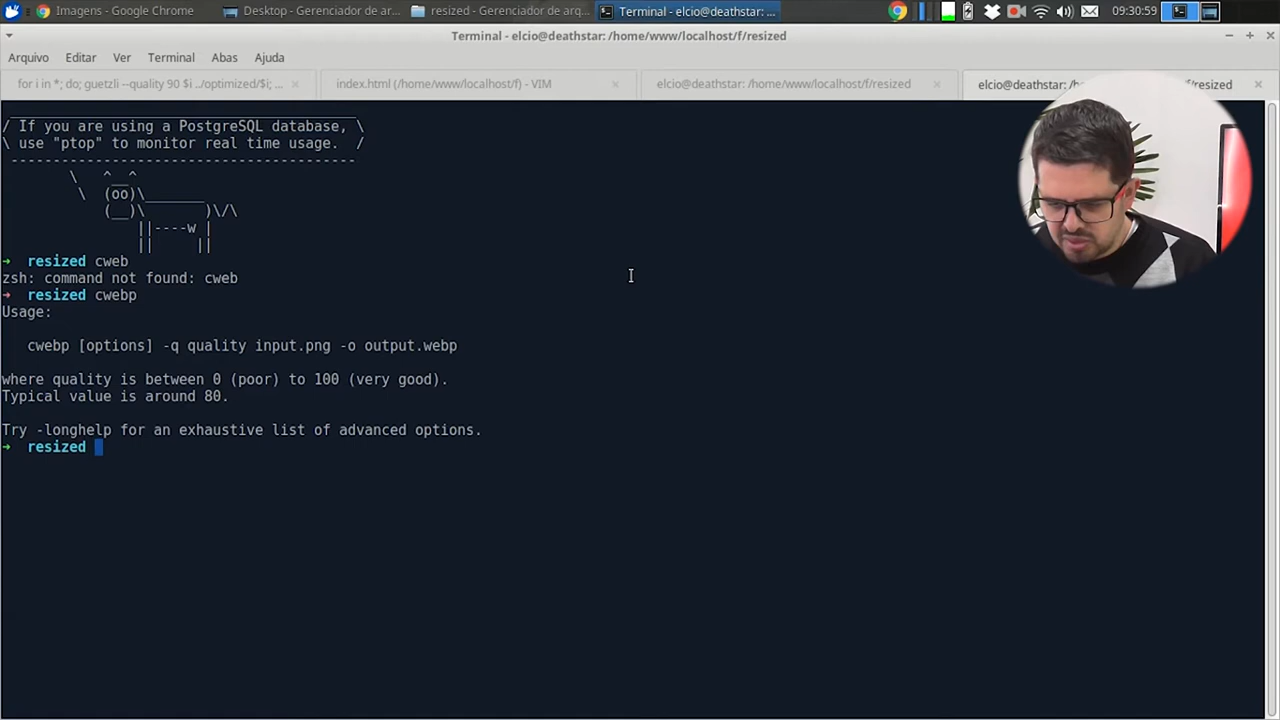 Imagens - Google Chrome
Desktop - Gerenciador de ar...
resized - Gerenciador de arq...
Terminal - elcio@deathstar: ...
09:30:59
Terminal - elcio@deathstar: /home/www/localhost/f/resized
Arquivo Editar Ver Terminal Abas Ajuda
for i in *; do; guetzli --quality 90 $i ../optimized/$i; ...
index.html (/home/www/localhost/f) - VIM
elcio@deathstar: /home/www/localhost/f/resized
elcio@deathstar: /h f/resized
/ If you are using a PostgreSQL database, \
\ use "ptop" to monitor real time usage.  /
 -----------------------------------------
        \   ^__^
         \  (oo)\_______
            (__)\       )\/\
                ||----w |
                ||     ||
➜  resized cweb
zsh: command not found: cweb
➜  resized cwebp
Usage:
   cwebp [options] -q quality input.png -o output.webp
where quality is between 0 (poor) to 100 (very good).
Typical value is around 80.
Try -longhelp for an exhaustive list of advanced options.
➜  resized